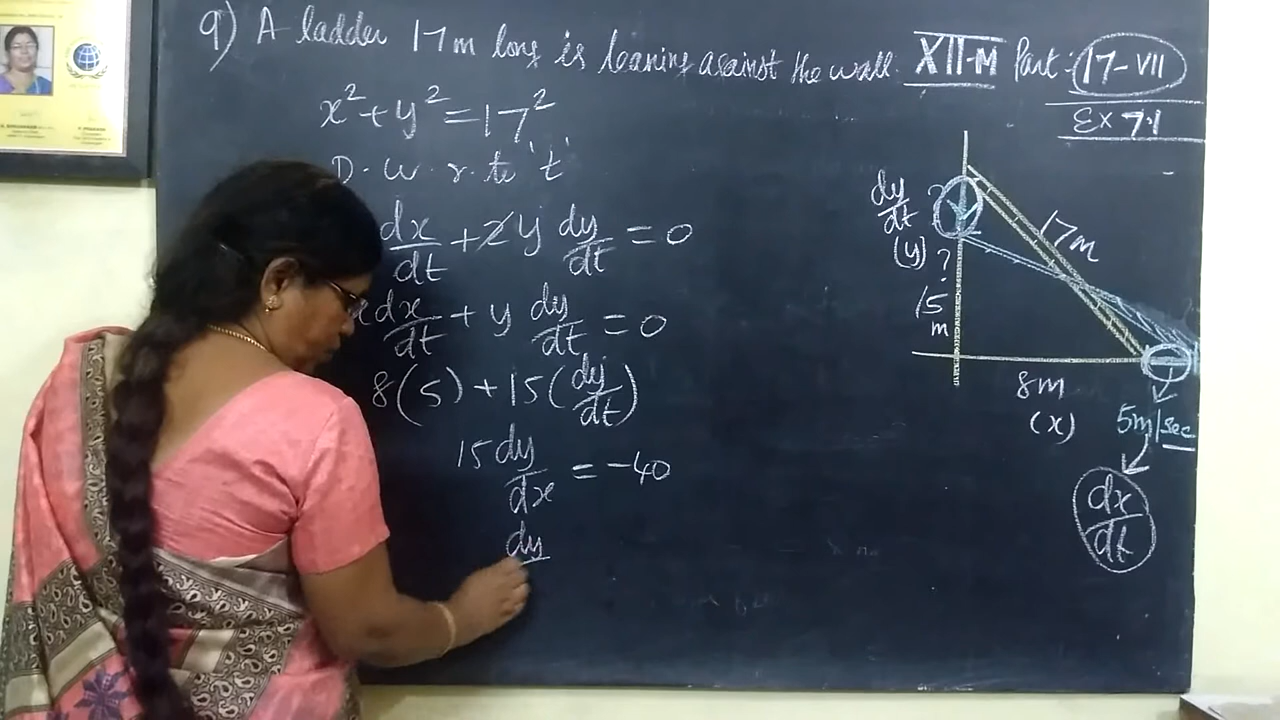 9) A ladder 17m long is leaning against the wall.
XII-M Part:- 17-VII
Ex 7.1
x² + y² = 17²
D. w. r. to 't'
dx/dt + 2y dy/dt = 0
x dx/dt + y dy/dt = 0
8(5) + 15(dy/dt)
15 dy/dx = -40
dy
dy/dt ?
(y) ?
15
m
17m
8m
(x)
5m/sec
dx/dt